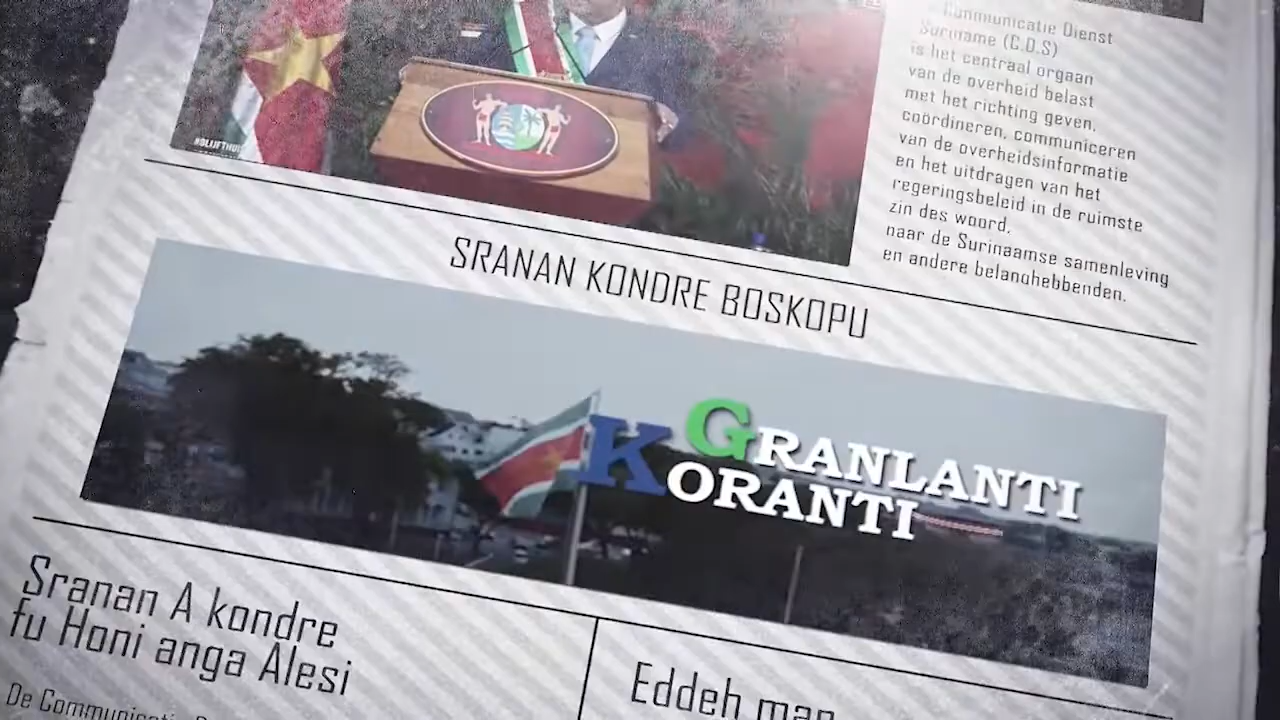 Communicatie Dienst
Suriname (C.D.S)
is het centraal orgaan
van de overheid belast
met het richting geven,
coördineren, communiceren
van de overheidsinformatie
en het uitdragen van het
regeringsbeleid in de ruimste
zin des woord,
naar de Surinaamse samenleving
en andere belanghebbenden.
SRANAN KONDRE BOSKOPU
GRANLANTI
KORANTI
Sranan A kondre
fu Honi anga Alesi
De
Eddeh man